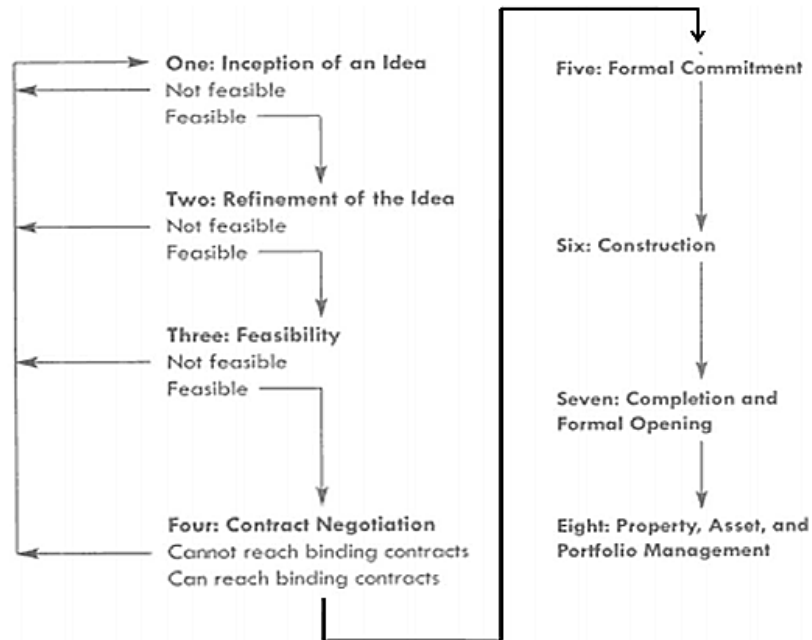 One: Inception of an Idea
Not feasible
Feasible
Two: Refinement of the Idea
Not feasible
Feasible
Three: Feasibility
Not feasible
Feasible
Four: Contract Negotiation
Cannot reach binding contracts
Can reach binding contracts
Five: Formal Commitment
Six: Construction
Seven: Completion and
Formal Opening
Eight: Property, Asset, and
Portfolio Management